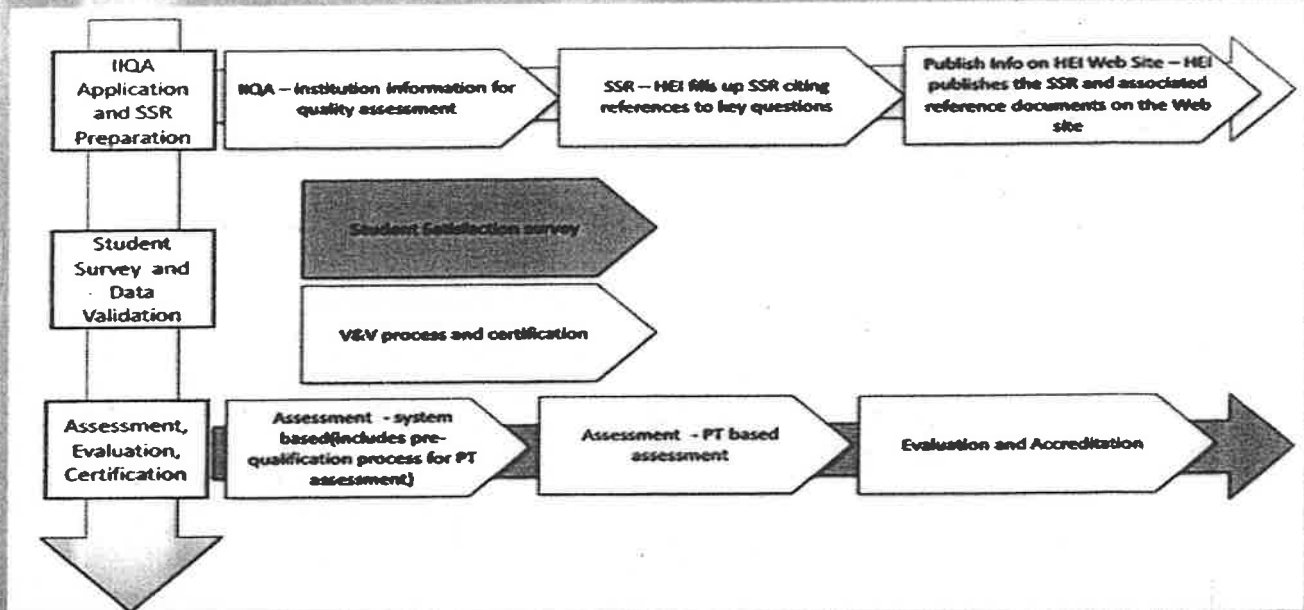 IIQA
Application
and SSR
Preparation
IIQA – institution information for
quality assessment
SSR – HEI fills up SSR citing
references to key questions
Publish Info on HEI Web Site – HEI
publishes the SSR and associated
reference documents on the Web
site
Student
Survey and
Data
Validation
Student Satisfaction survey
V&V process and certification
Assessment,
Evaluation,
Certification
Assessment - system
based(includes pre-
qualification process for PT
assessment)
Assessment - PT based
assessment
Evaluation and Accreditation